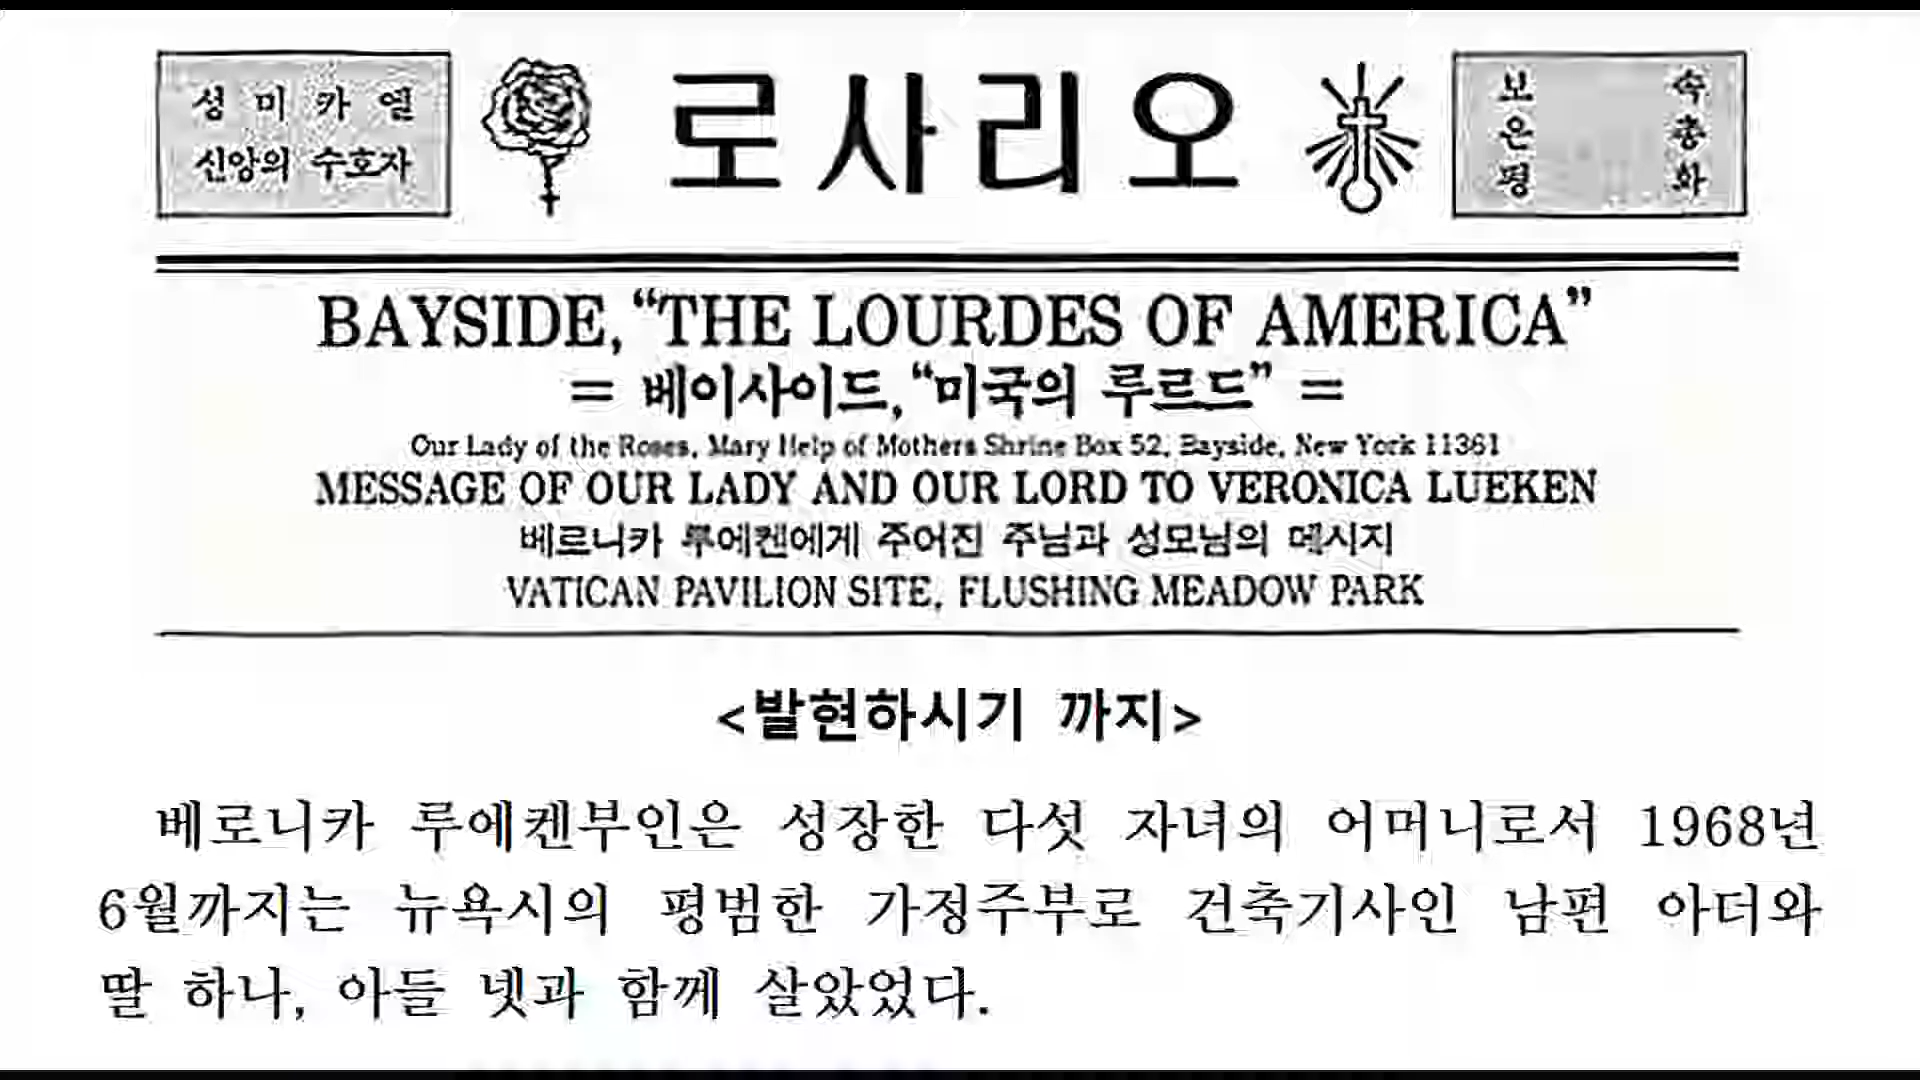 성 미 카 엘
신앙의 수호자
로사리오
보 속
은 총
평 화
BAYSIDE, “THE LOURDES OF AMERICA”
= 베이사이드, “미국의 루르드” =
Our Lady of the Roses, Mary Help of Mothers Shrine Box 52, Bayside, New York 11361
MESSAGE OF OUR LADY AND OUR LORD TO VERONICA LUEKEN
베르니카 루에켄에게 주어진 주님과 성모님의 메시지
VATICAN PAVILION SITE, FLUSHING MEADOW PARK
<발현하시기 까지>
베로니카 루에켄부인은 성장한 다섯 자녀의 어머니로서 1968년
6월까지는 뉴욕시의 평범한 가정주부로 건축기사인 남편 아더와
딸 하나, 아들 넷과 함께 살았었다.